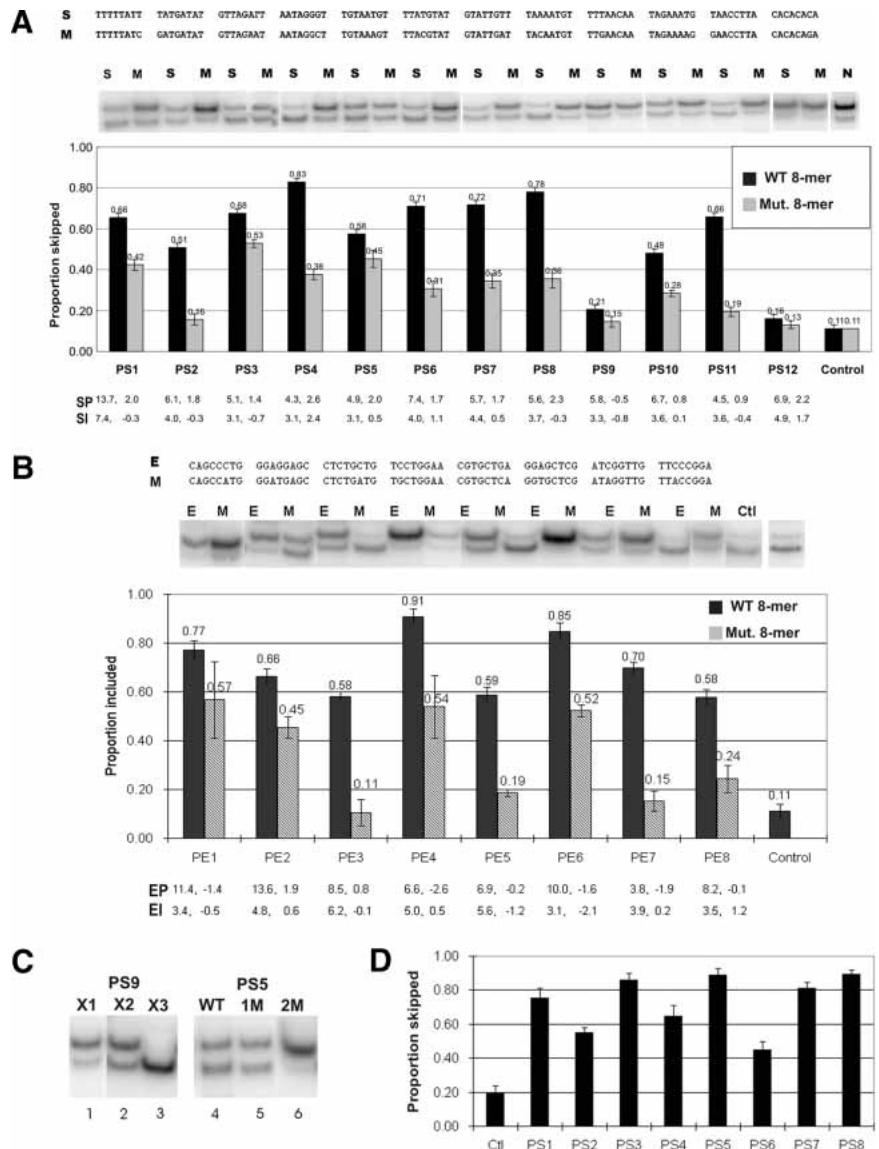 A
S TTTTTATT TATGATAT GTTAGATT AATAGGGT TGTAATGT TTATGTAT GTATTGTT TAAAATGT TTTAACAA TAGAAATG TAACCTTA CACACACA
M TTTTTATC GATGATAT GTTAGAAT AATAGGCT TGTAAAGT TTACGTAT GTATTGAT TACAATGT TTGAACAA TAGAAAAG GAACCTTA CACACAGA
S M S M S M S M S M S M S M S M S M S M S M S M N
Proportion skipped
1.00
0.80
0.60
0.40
0.20
0.00
WT 8-mer
Mut. 8-mer
0.66 0.42 0.51 0.16 0.68 0.53 0.83 0.38 0.58 0.45 0.71 0.31 0.72 0.35 0.78 0.36 0.21 0.15 0.48 0.28 0.66 0.19 0.16 0.13 0.11 0.11
PS1 PS2 PS3 PS4 PS5 PS6 PS7 PS8 PS9 PS10 PS11 PS12 Control
SP 13.7, 2.0 6.1, 1.8 5.1, 1.4 4.3, 2.6 4.9, 2.0 7.4, 1.7 5.7, 1.7 5.6, 2.3 5.8, -0.5 6.7, 0.8 4.5, 0.9 6.9, 2.2
SI 7.4, -0.3 4.0, -0.3 3.1, -0.7 3.1, 2.4 3.1, 0.5 4.0, 1.1 4.4, 0.5 3.7, -0.3 3.3, -0.8 3.6, 0.1 3.6, -0.4 4.9, 1.7
B
E CAGCCCTG GGAGGAGC CCTCTGCTG TCCTGGAA CGTGCTGA GGAGCTCG ATCGGTTG TTCCCGGA
M CAGCCATG GGATGAGC CCTCTGATG TGCTGGAA CGTGCTCA GGTGCTCG ATAGGTTG TTACCGGA
E M E M E M E M E M E M E M E M Ctl
Proportion included
1.00
0.80
0.60
0.40
0.20
0.00
WT 8-mer
Mut. 8-mer
0.77 0.57 0.66 0.45 0.58 0.11 0.91 0.54 0.59 0.19 0.85 0.52 0.70 0.15 0.58 0.24 0.11
PE1 PE2 PE3 PE4 PE5 PE6 PE7 PE8 Control
EP 11.4, -1.4 13.6, 1.9 8.5, 0.8 6.6, -2.6 6.9, -0.2 10.0, -1.6 3.8, -1.9 8.2, -0.1
EI 3.4, -0.5 4.8, 0.6 6.2, -0.1 5.0, 0.5 5.6, -1.2 3.1, -2.1 3.9, 0.2 3.5, 1.2
C
PS9 PS5
X1 X2 X3 WT 1M 2M
1 2 3 4 5 6
D
Proportion skipped
1.00
0.80
0.60
0.40
0.20
0.00
Ctl PS1 PS2 PS3 PS4 PS5 PS6 PS7 PS8